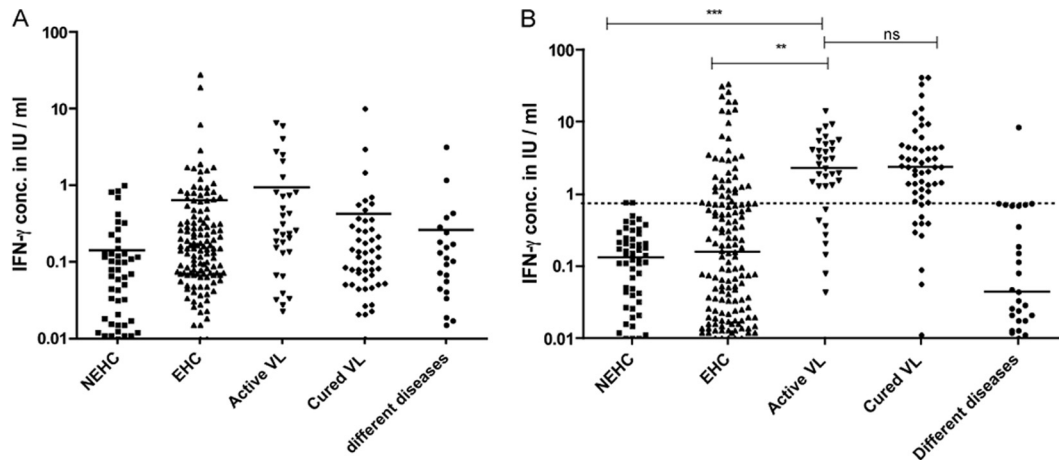 A
IFN-γ conc. in IU / ml
100
10
1
0.1
0.01
NEHC
EHC
Active VL
Cured VL
different diseases
B
***
**
ns
IFN-γ conc. in IU / ml
100
10
1
0.1
0.01
NEHC
EHC
Active VL
Cured VL
Different diseases